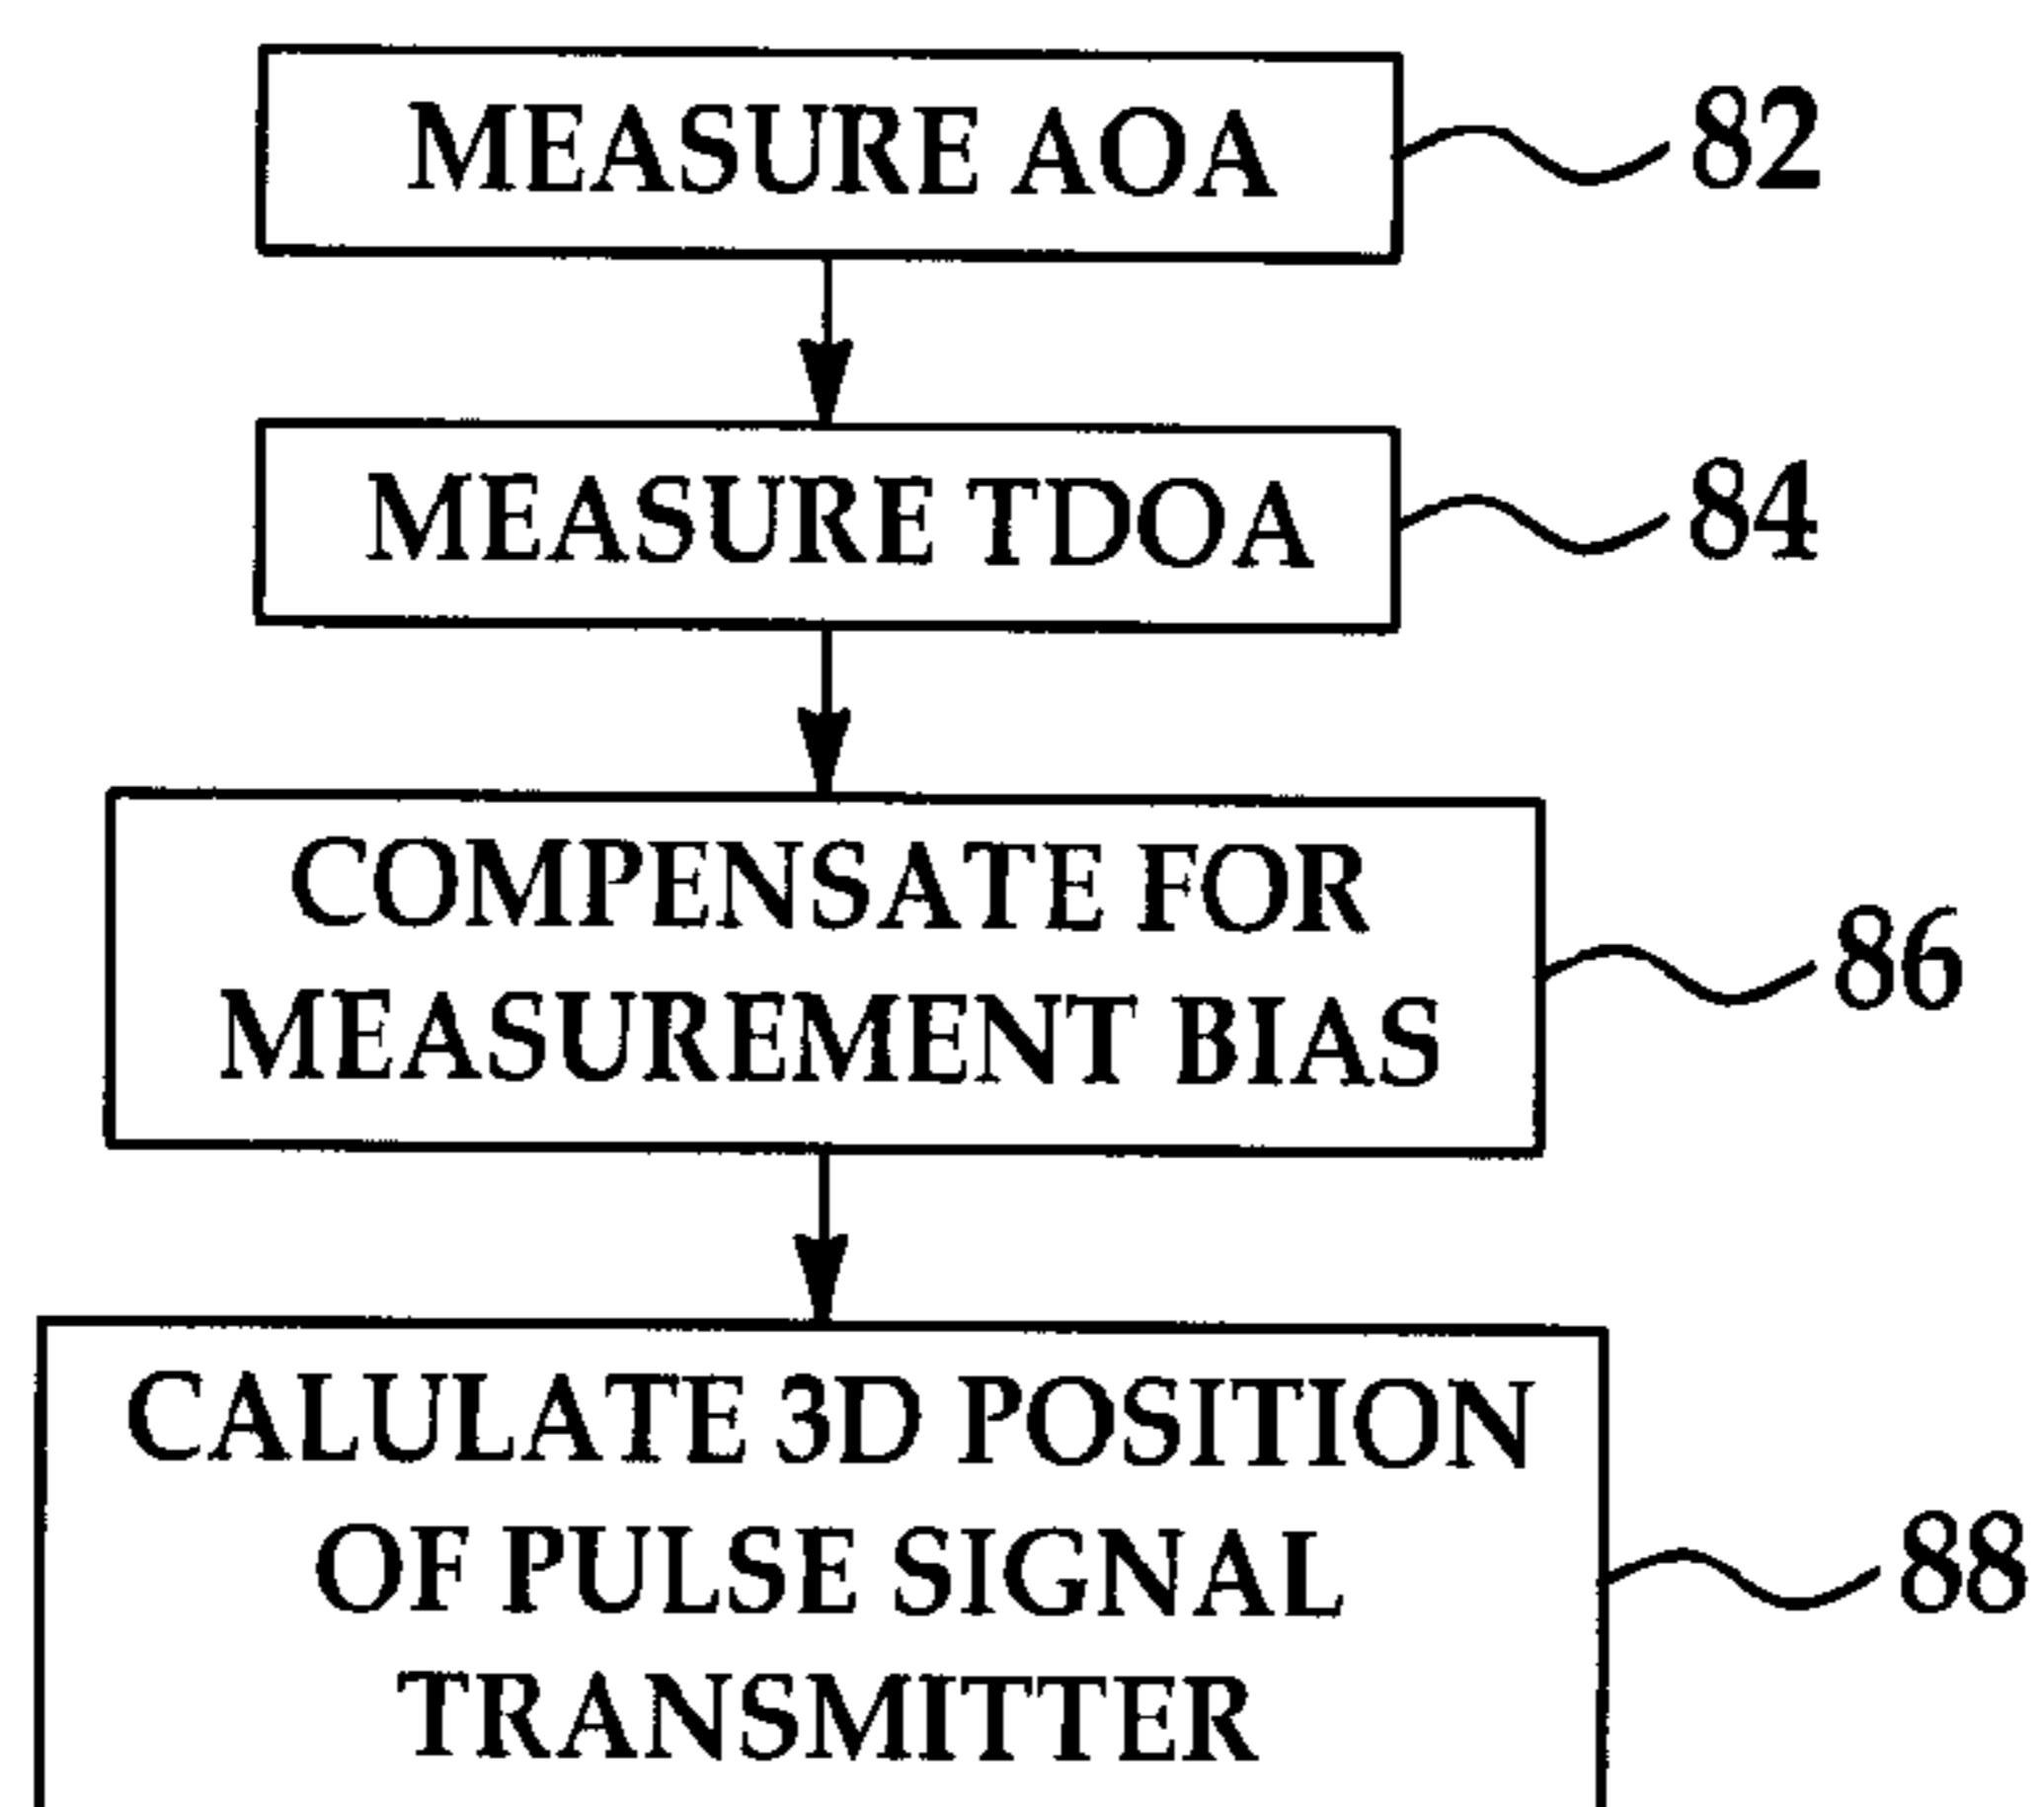 MEASURE AOA
82
MEASURE TDOA
84
COMPENSATE FOR
MEASUREMENT BIAS
86
CALULATE 3D POSITION
OF PULSE SIGNAL
TRANSMITTER
88